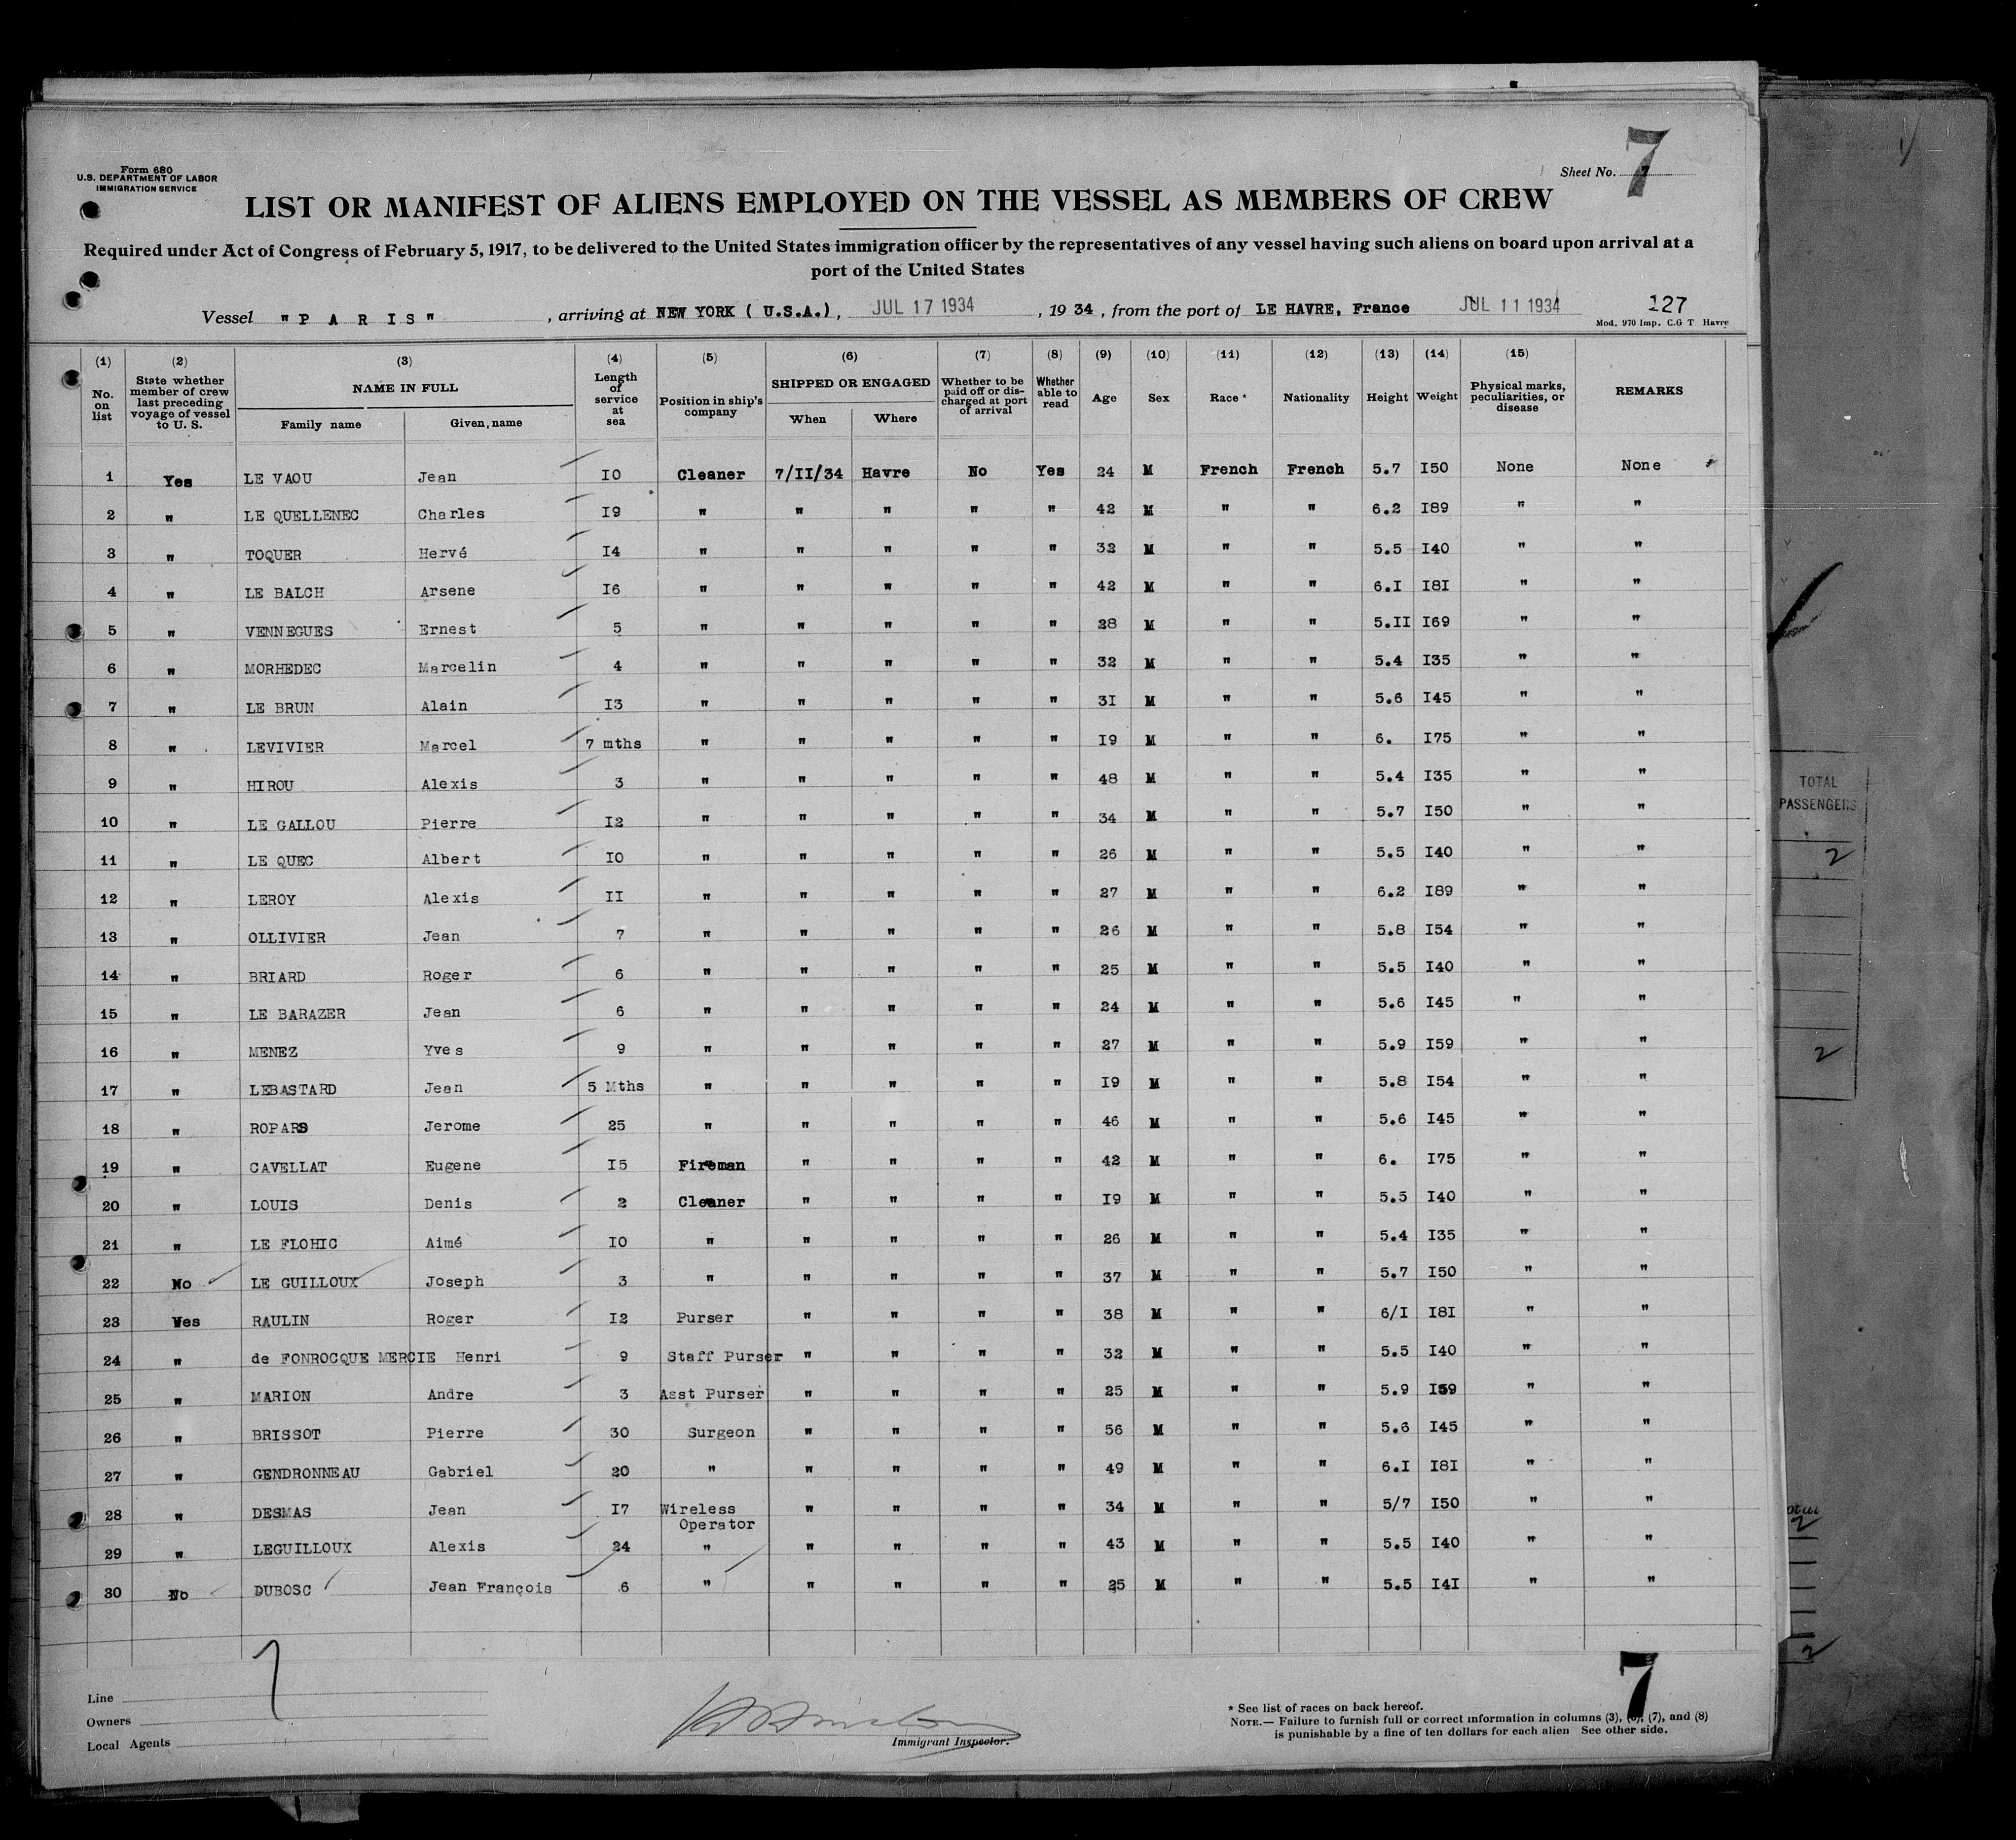 Form 680
U.S. DEPARTMENT OF LABOR
IMMIGRATION SERVICE
Sheet No. 7
7
LIST OR MANIFEST OF ALIENS EMPLOYED ON THE VESSEL AS MEMBERS OF CREW
Required under Act of Congress of February 5, 1917, to be delivered to the United States immigration officer by the representatives of any vessel having such aliens on board upon arrival at a
port of the United States
Vessel "PARIS", arriving at NEW YORK ( U.S.A.), JUL 17 1934, 19 34, from the port of LE HAVRE, France JUL 11 1934 127
Mod. 970 Imp. C.G T Havre
(1) (2) (3) (4) (5) (6) (7) (8) (9) (10) (11) (12) (13) (14) (15)
No. on list | State whether member of crew last preceding voyage of vessel to U. S. | NAME IN FULL | Family name | Given name | Length of service at sea | Position in ship's company | SHIPPED OR ENGAGED | When | Where | Whether to be paid off or discharged at port of arrival | Whether able to read | Age | Sex | Race * | Nationality | Height | Weight | Physical marks, peculiarities, or disease | REMARKS
1 Yes LE VAOU Jean I0 Cleaner 7/II/34 Havre No Yes 24 M French French 5.7 I50 None None
2 " LE QUELLENEC Charles I9 " " " " " 42 M " " 6.2 I89 " "
3 " TOQUER Hervé I4 " " " " " 32 M " " 5.5 I40 " "
4 " LE BALCH Arsene I6 " " " " " 42 M " " 6.I I8I " "
5 " VENNEGUES Ernest 5 " " " " " 28 M " " 5.II I69 " "
6 " MORHEDEC Marcelin 4 " " " " " 32 M " " 5.4 I35 " "
7 " LE BRUN Alain I3 " " " " " 3I M " " 5.6 I45 " "
8 " LEVIVIER Marcel 7 mths " " " " " I9 M " " 6. I75 " "
9 " HIROU Alexis 3 " " " " " 48 M " " 5.4 I35 " "
10 " LE GALLOU Pierre I2 " " " " " 34 M " " 5.7 I50 " "
11 " LE QUEC Albert I0 " " " " " 26 M " " 5.5 I40 " "
12 " LEROY Alexis II " " " " " 27 M " " 6.2 I89 " "
13 " OLLIVIER Jean 7 " " " " " 26 M " " 5.8 I54 " "
14 " BRIARD Roger 6 " " " " " 25 M " " 5.5 I40 " "
15 " LE BARAZER Jean 6 " " " " " 24 M " " 5.6 I45 " "
16 " MENEZ Yves 9 " " " " " 27 M " " 5.9 I59 " "
17 " LEBASTARD Jean 5 Mths " " " " " I9 M " " 5.8 I54 " "
18 " ROPARS Jerome 25 " " " " " 46 M " " 5.6 I45 " "
19 " CAVELLAT Eugene I5 Fireman " " " " 42 M " " 6. I75 " "
20 " LOUIS Denis 2 Cleaner " " " " I9 M " " 5.5 I40 " "
21 " LE FLOHIC Aimé I0 " " " " " 26 M " " 5.4 I35 " "
22 No LE GUILLOUX Joseph 3 " " " " " 37 M " " 5.7 I50 " "
23 Yes RAULIN Roger I2 Purser " " " " 38 M " " 6/I I8I " "
24 " de FONROCQUE MERCIE Henri 9 Staff Purser " " " " 32 M " " 5.5 I40 " "
25 " MARION Andre 3 Asst Purser " " " " 25 M " " 5.9 I59 " "
26 " BRISSOT Pierre 30 Surgeon " " " " 56 M " " 5.6 I45 " "
27 " GENDRONNEAU Gabriel 20 " " " " " 49 M " " 6.I I8I " "
28 " DESMAS Jean I7 Wireless Operator " " " " 34 M " " 5/7 I50 " "
29 " LEGUILLOUX Alexis 24 " " " " " 43 M " " 5.5 I40 " "
30 No DUBOSC Jean François 6 " " " " " 25 M " " 5.5 I4I " "
Line
Owners
Local Agents
Immigrant Inspector.
7
* See list of races on back hereof.
NOTE.— Failure to furnish full or correct information in columns (3), (6), (7), and (8)
is punishable by a fine of ten dollars for each alien See other side.
TOTAL
PASSENGERS
2
2
2
2